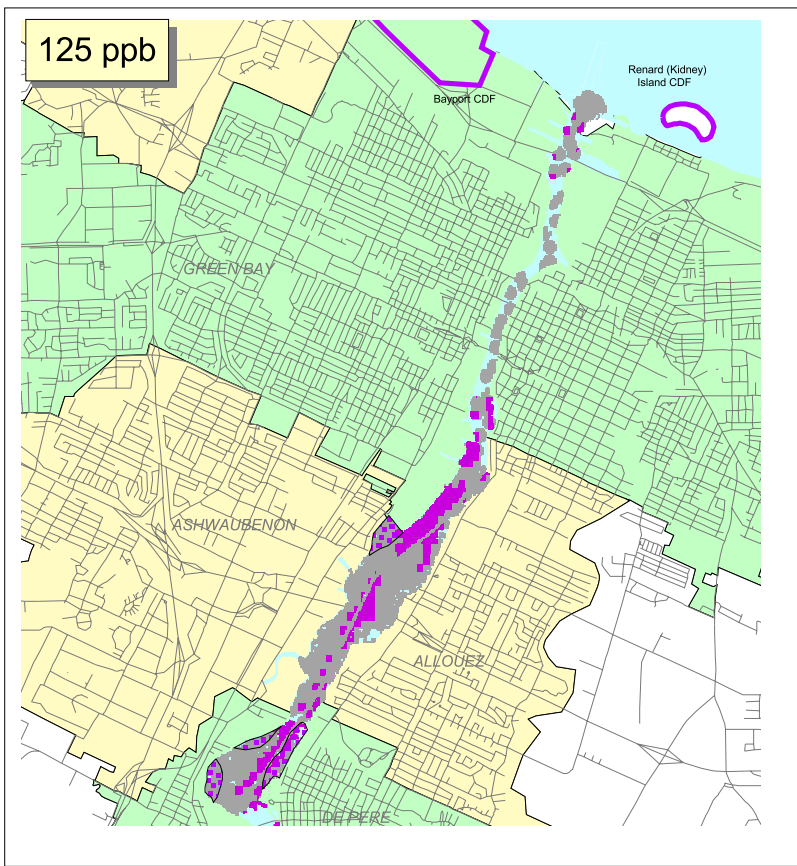 125 ppb
Renard (Kidney)
Island CDF
Bayport CDF
GREEN BAY
ASHWAUBENON
ALLOUEZ
DE PERE